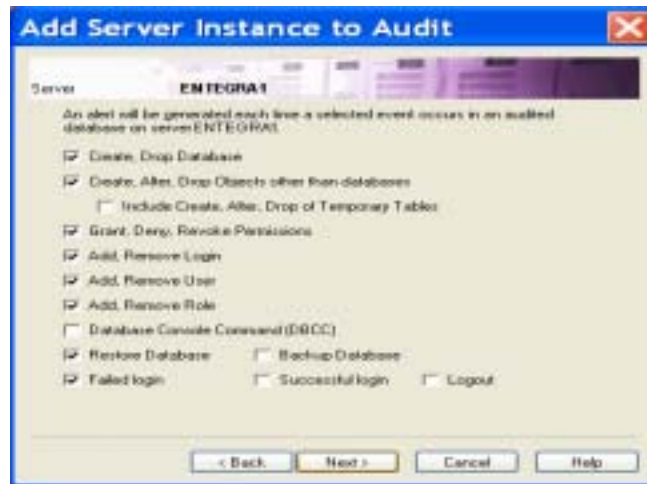 Add Server Instance to Audit
Server ENTEGRA1
An alert will be generated each time a selected event occurs in an audited
database on server ENTEGRA1.
Create, Drop Database
Create, Alter, Drop Objects other than databases
Include Create, Alter, Drop of Temporary Tables
Grant, Deny, Revoke Permissions
Add, Remove Login
Add, Remove User
Add, Remove Role
Database Console Command (DBCC)
Restore Database Backup Database
Failed login Successful login Logout
< Back Next > Cancel Help